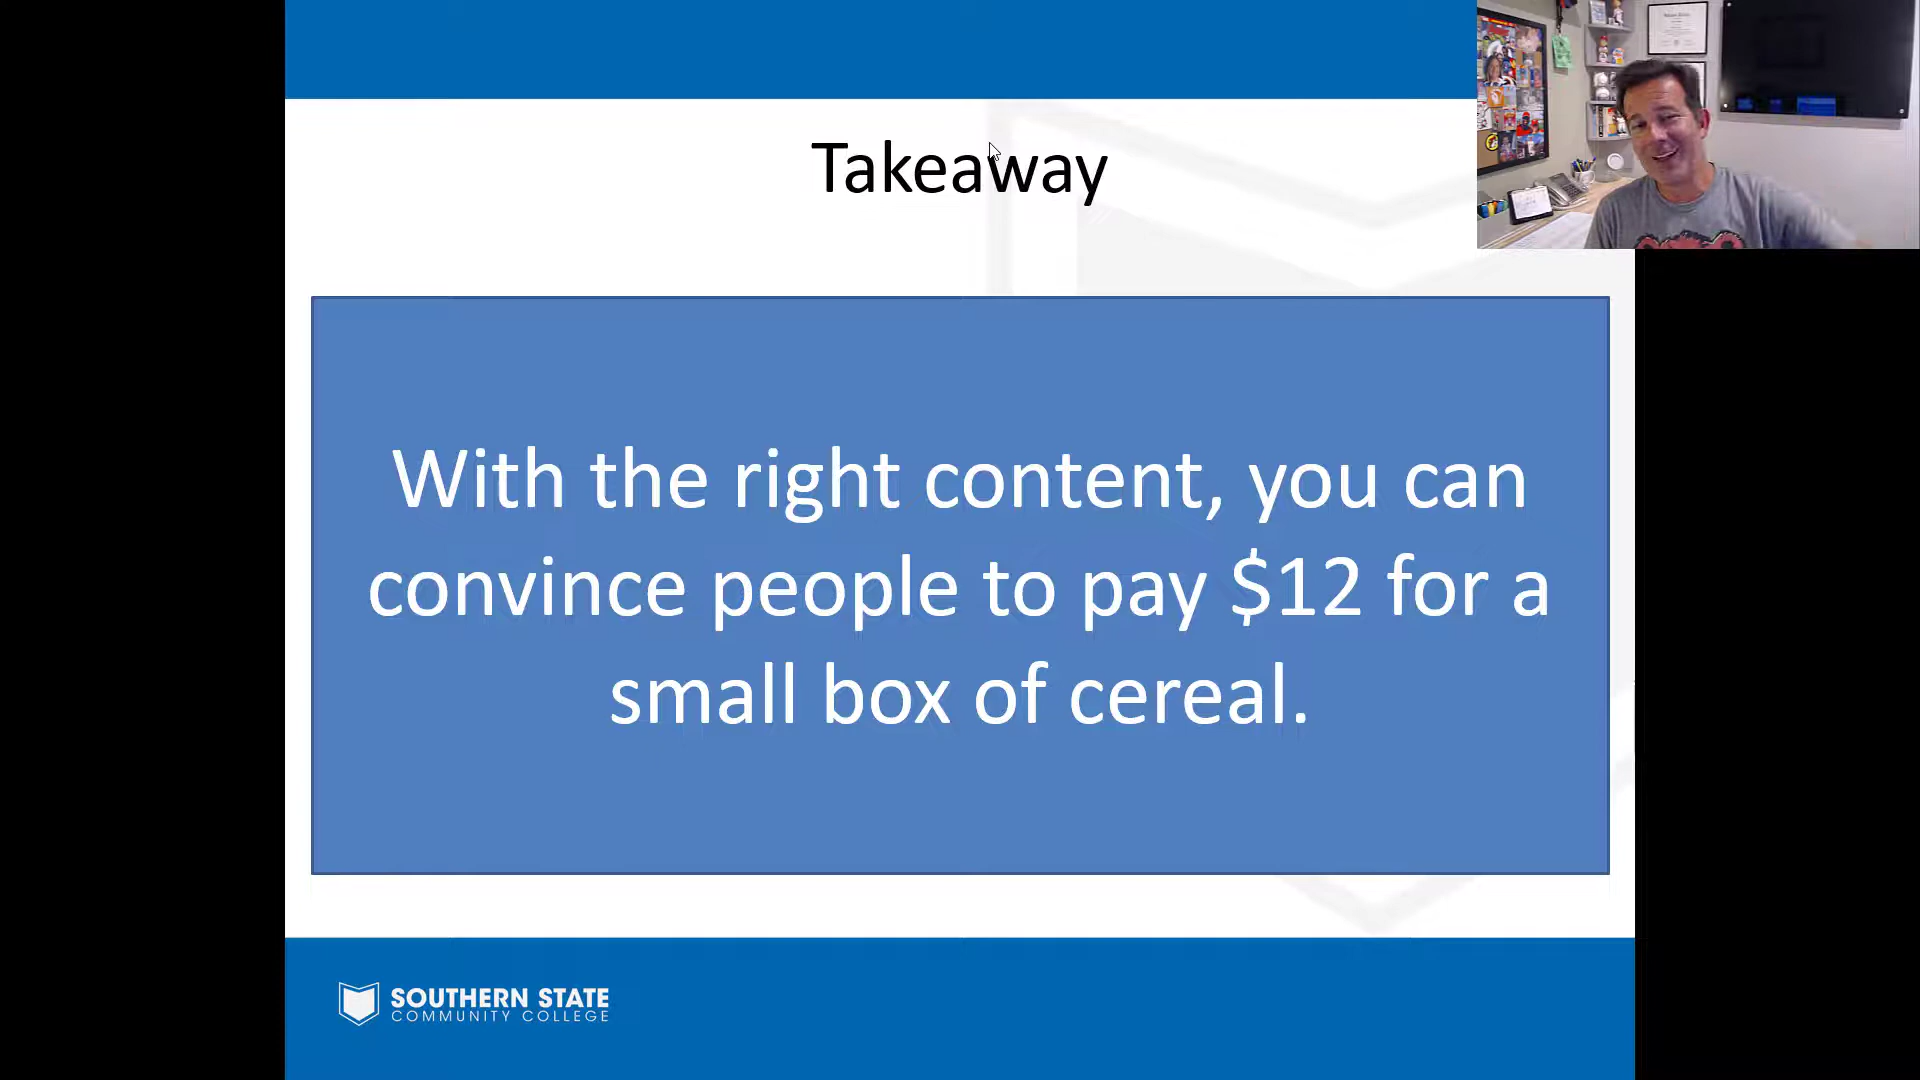 Takeaway
With the right content, you can
convince people to pay $12 for a
small box of cereal.
SOUTHERN STATE
COMMUNITY COLLEGE